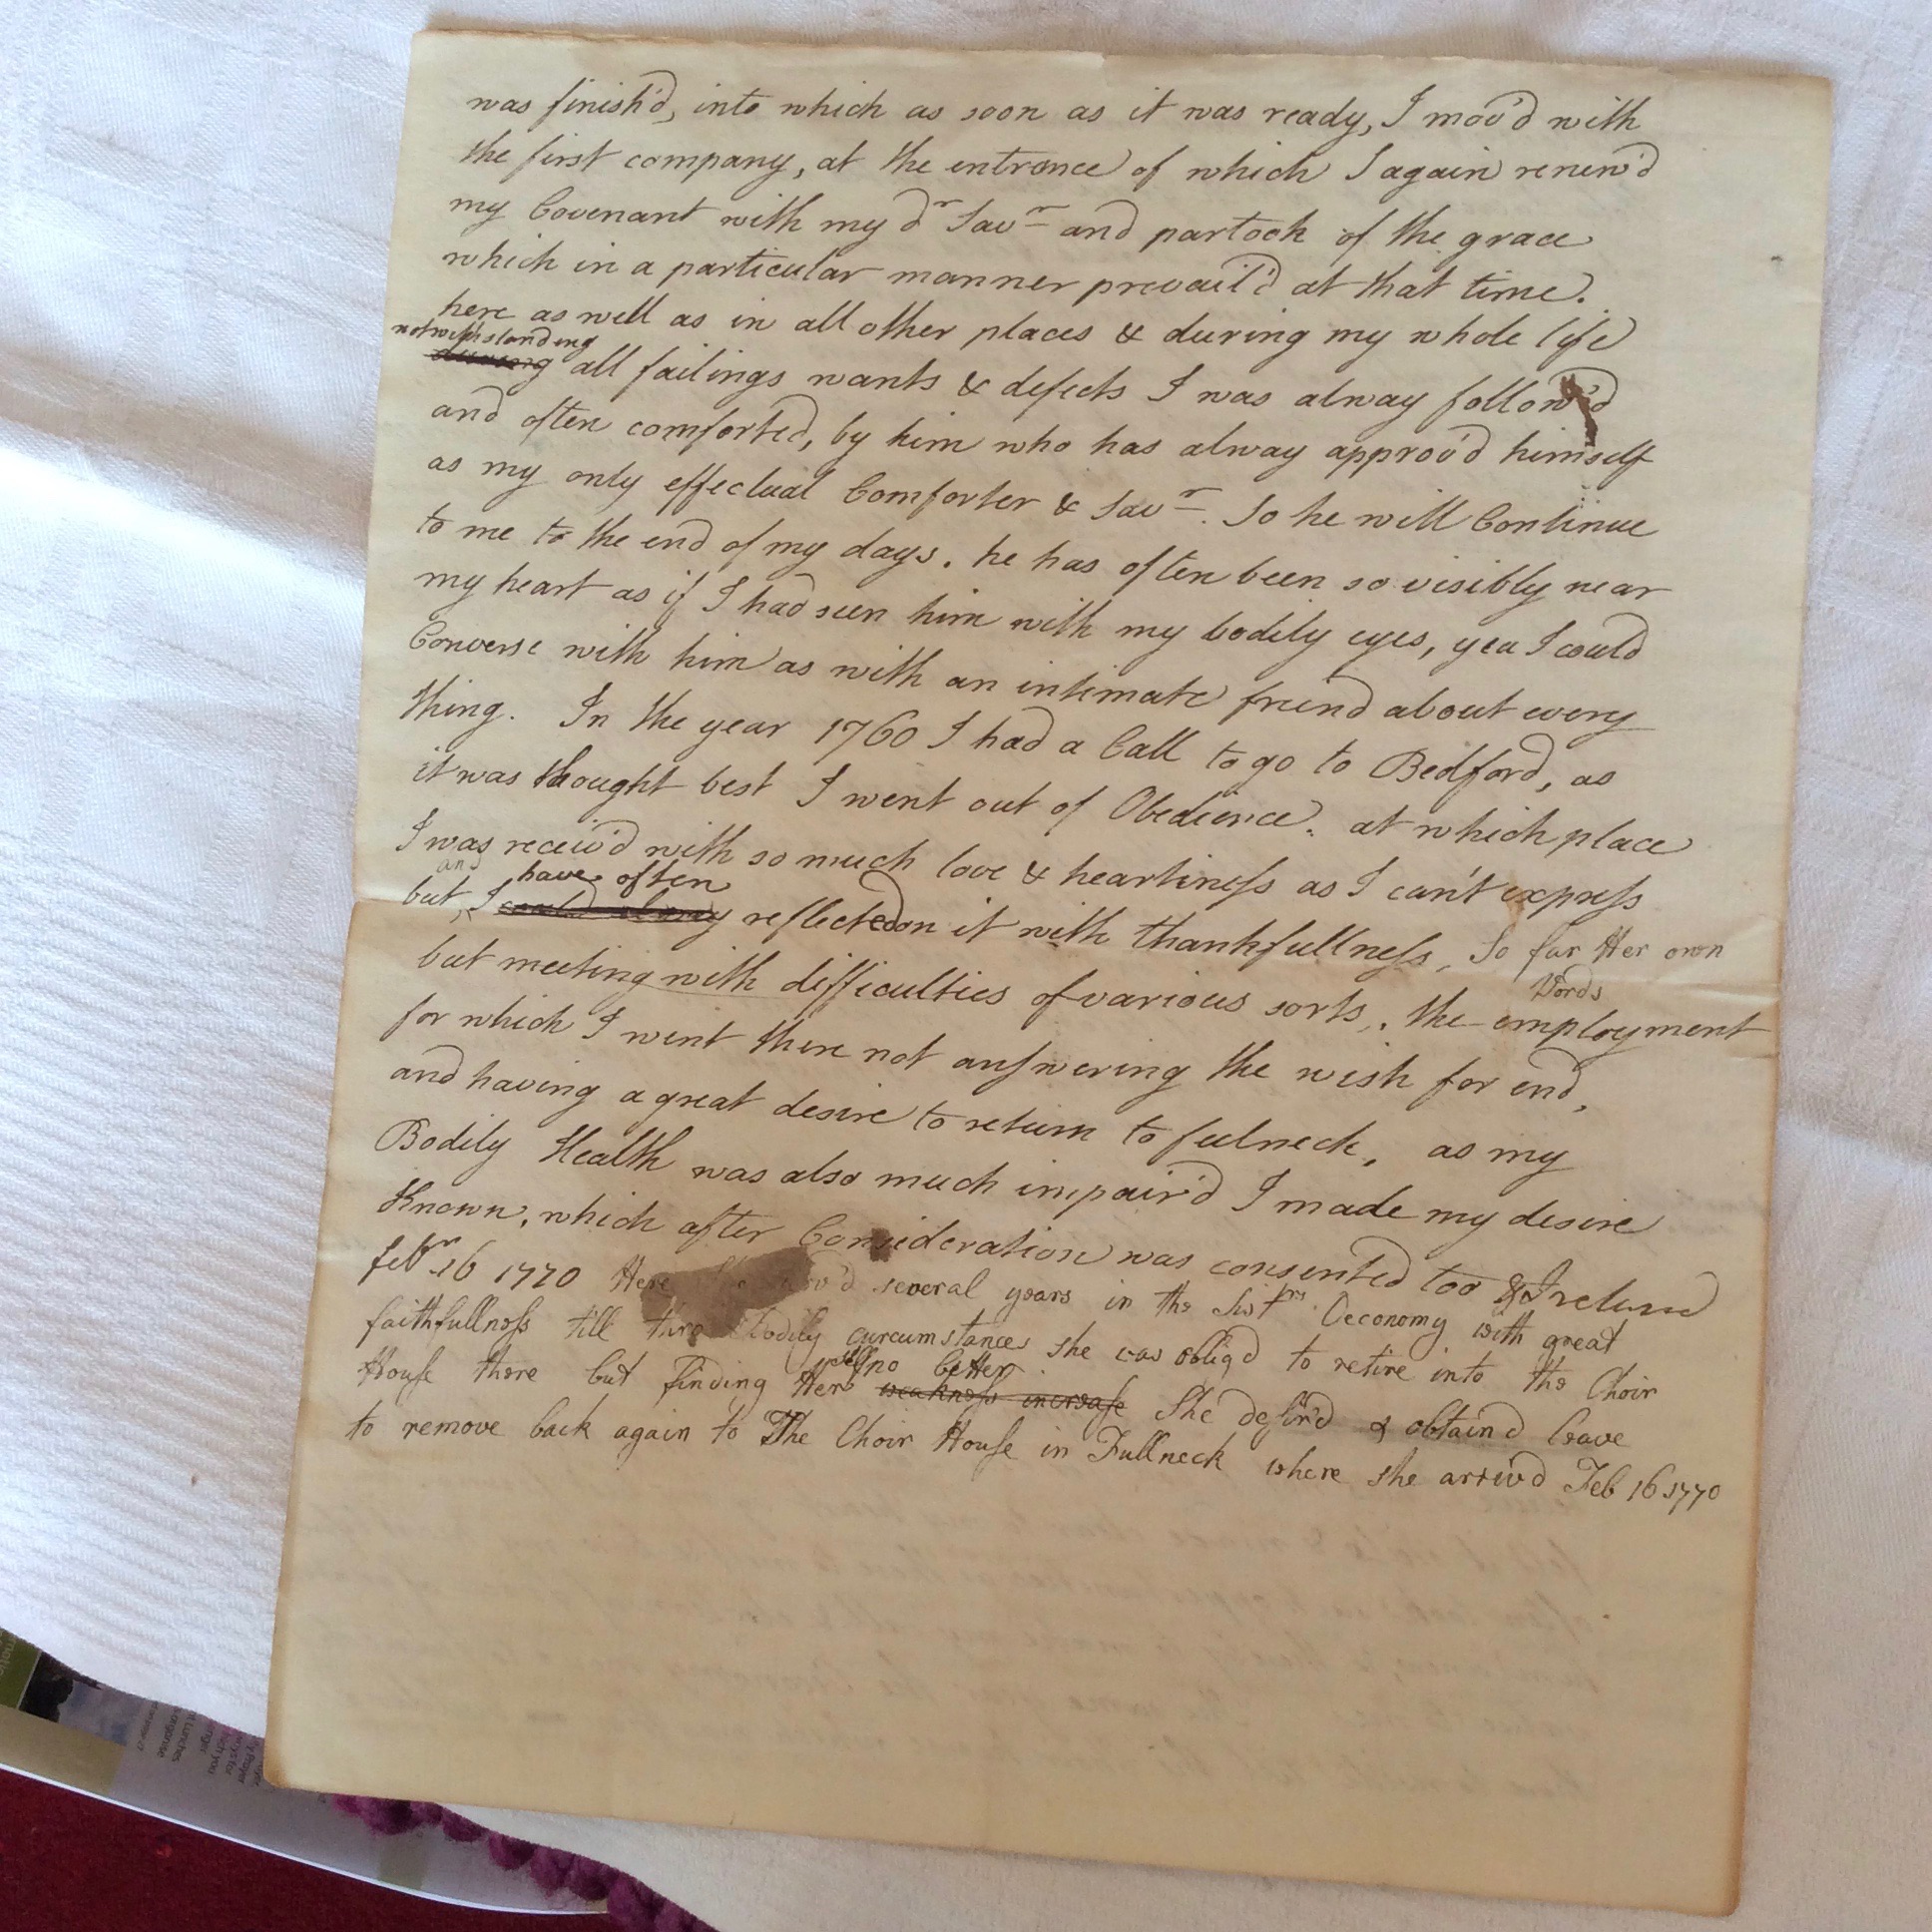 was finish'd, into which as soon as it was ready, I mov'd with
the first company, at the entrance of which I again renew'd
my Covenant with my dr Savr and partook of the grace
which in a particular manner prevail'd at that time.
here as well as in all other places & during my whole life
notwithstanding
all failings wants & defects I was alway follow'd
and often comforted, by him who has alway approv'd himself
as my only effectual Comforter & Savr. So he will Continue
to me to the end of my days. he has often been so visibly near
my heart as if I had seen him with my bodily eyes, yea I could
Converse with him as with an intimate freind about every
thing. In the year 1760 I had a Call to go to Bedford, as
it was thought best I went out of Obedience. at which place
I was receiv'd with so much love & heartiness as I can't express
and have often
but, I could alway reflected on it with thankfullness, So far Her own
Words
but meeting with difficulties of various sorts, the employment
for which I went there not answering the wish for end,
and having a great desire to return to fulneck, as my
Bodily Health was also much impair'd I made my desire
Known, which after Consideration was consented too & I return'd
febr 16 1770 Here several years in the Sistrs Oeconomy with great
faithfullness till bodily curcumstances she was obligd to retire into the Choir
self no better
House there but finding Her weakness increase She desir'd & obtain'd leave
to remove back again to The Choir House in Fullneck where she arriv'd Feb 16 1770